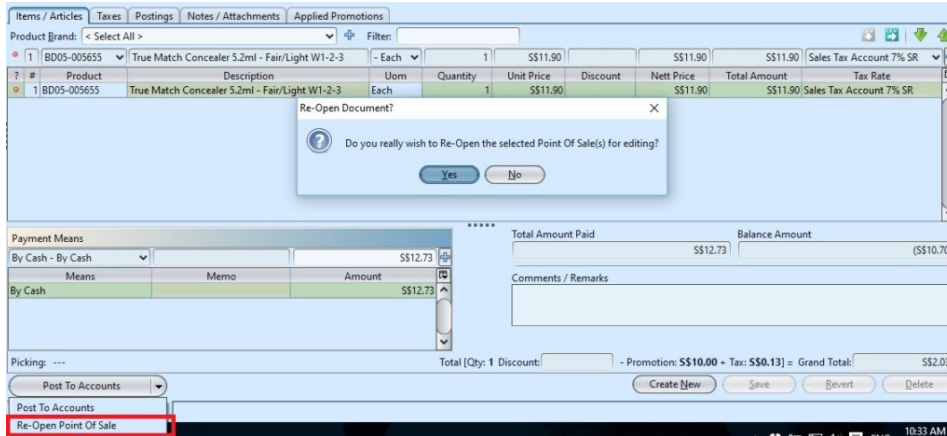 Items / Articles Taxes Postings Notes / Attachments Applied Promotions
Product Brand: < Select All > Filter:
1 BD05-005655 True Match Concealer 5.2ml - Fair/Light W1-2-3 - Each 1 S$11.90 S$11.90 S$11.90 Sales Tax Account 7% SR
? # Product Description Uom Quantity Unit Price Discount Nett Price Total Amount Tax Rate
1 BD05-005655 True Match Concealer 5.2ml - Fair/Light W1-2-3 Each 1 S$11.90 S$11.90 S$11.90 Sales Tax Account 7% SR
Re-Open Document?
Do you really wish to Re-Open the selected Point Of Sale(s) for editing?
Yes No
Payment Means Total Amount Paid Balance Amount
By Cash - By Cash S$12.73 S$12.73 (S$10.70
Means Memo Amount Comments / Remarks
By Cash S$12.73
Picking: --- Total [Qty: 1 Discount: - Promotion: S$10.00 + Tax: S$0.13] = Grand Total: S$2.03
Post To Accounts Create New Save Revert Delete
Post To Accounts
Re-Open Point Of Sale
10:33 AM